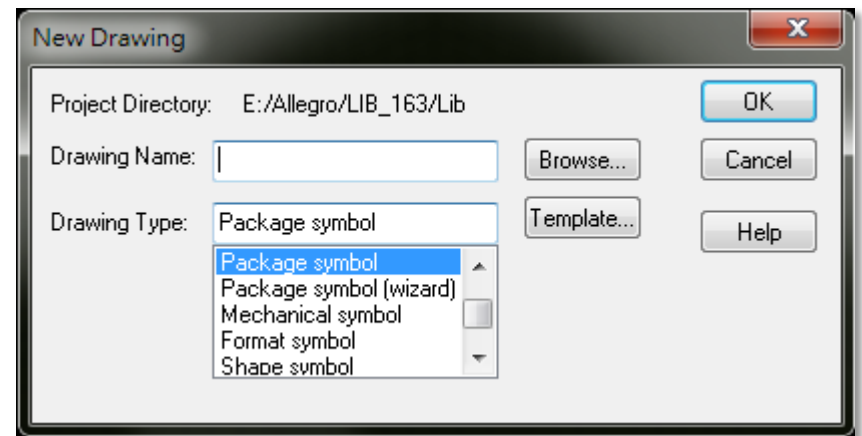 New Drawing
Project Directory: E:/Allegro/LIB_163/Lib
OK
Drawing Name:
Browse...
Cancel
Drawing Type: Package symbol
Template...
Help
Package symbol
Package symbol (wizard)
Mechanical symbol
Format symbol
Shape symbol